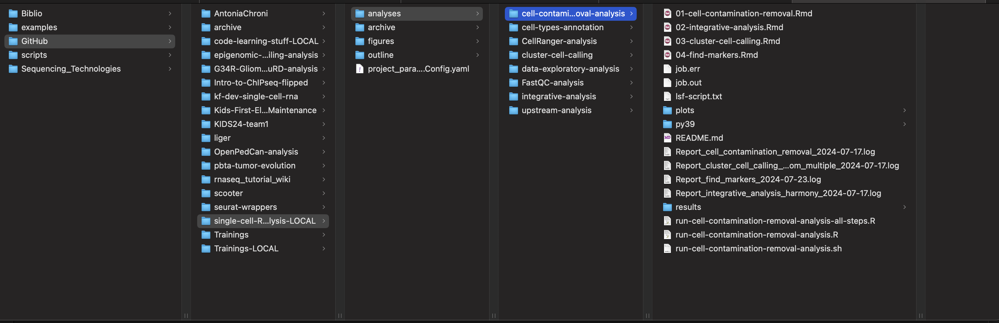 Biblio
examples
GitHub
scripts
Sequencing_Technologies
AntoniaChroni
archive
code-learning-stuff-LOCAL
epigenomic-...iling-analysis
G34R-Gliom...uRD-analysis
Intro-to-ChIPseq-flipped
kf-dev-single-cell-rna
Kids-First-El...Maintenance
KIDS24-team1
liger
OpenPedCan-analysis
pbta-tumor-evolution
rnaseq_tutorial_wiki
scooter
seurat-wrappers
single-cell-R...lysis-LOCAL
Trainings
Trainings-LOCAL
analyses
archive
figures
outline
project_para....Config.yaml
cell-contami...oval-analysis
cell-types-annotation
CellRanger-analysis
cluster-cell-calling
data-exploratory-analysis
FastQC-analysis
integrative-analysis
upstream-analysis
01-cell-contamination-removal.Rmd
02-integrative-analysis.Rmd
03-cluster-cell-calling.Rmd
04-find-markers.Rmd
job.err
job.out
lsf-script.txt
plots
py39
README.md
Report_cell_contamination_removal_2024-07-17.log
Report_cluster_cell_calling_...om_multiple_2024-07-17.log
Report_find_markers_2024-07-23.log
Report_integrative_analysis_harmony_2024-07-17.log
results
run-cell-contamination-removal-analysis-all-steps.R
run-cell-contamination-removal-analysis.R
run-cell-contamination-removal-analysis.sh